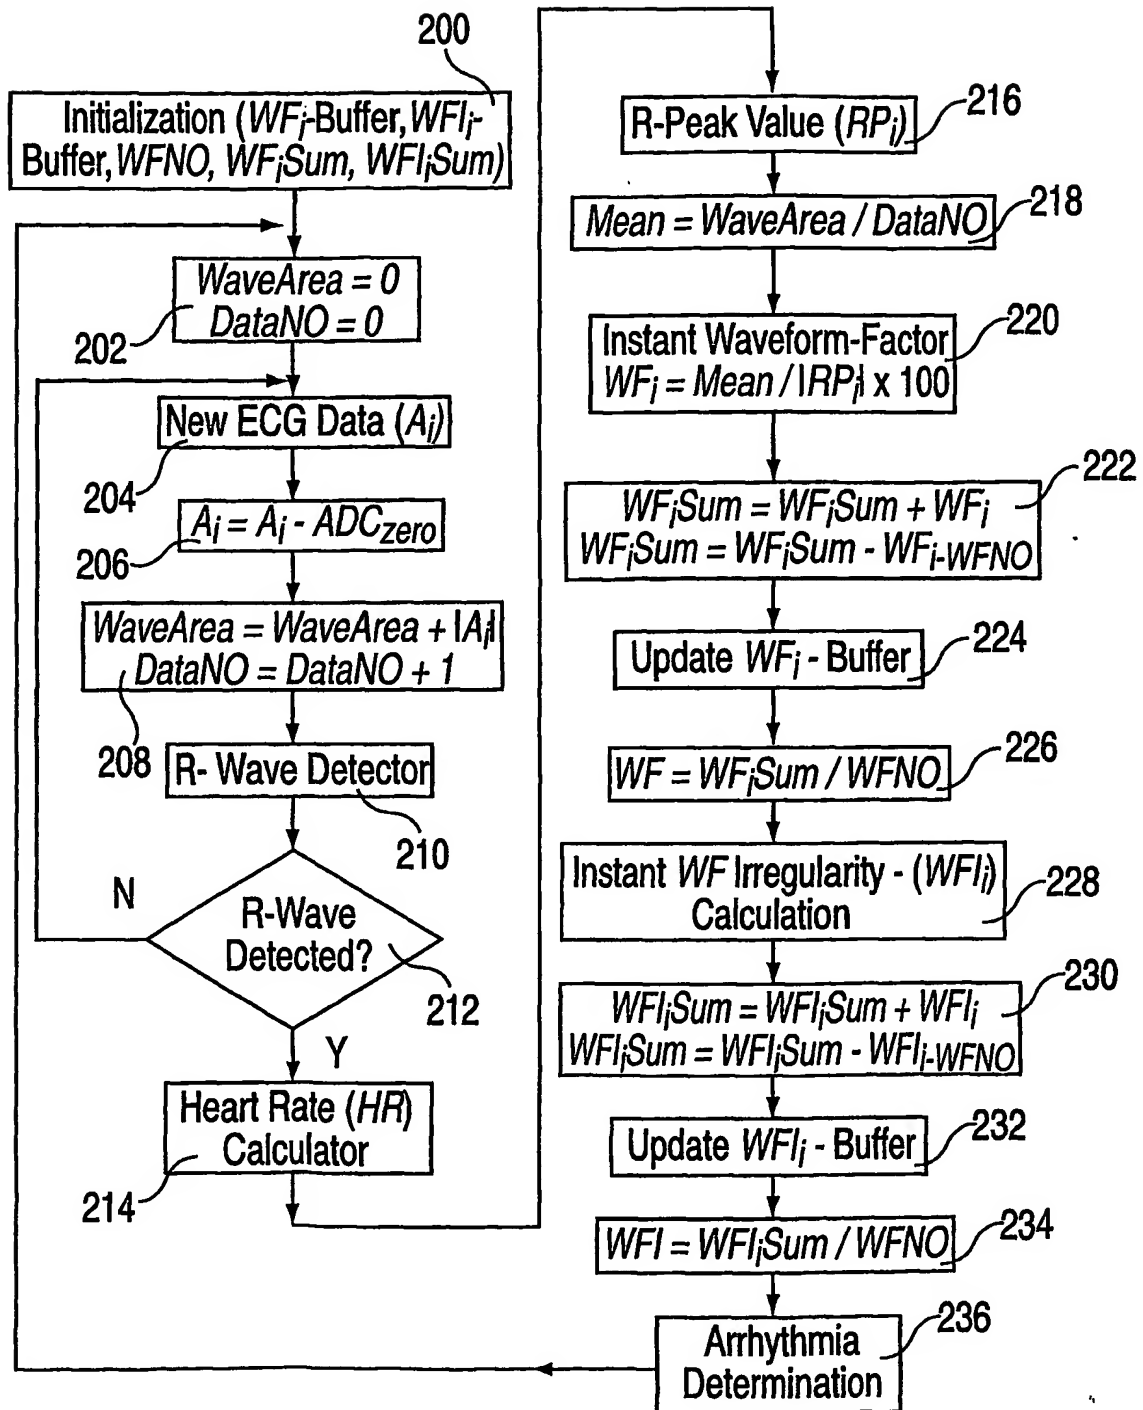 200
Initialization (WFi-Buffer, WFIi-
Buffer, WFNO, WFiSum, WFIiSum)
WaveArea = 0
DataNO = 0
202
New ECG Data (Ai)
204
Ai = Ai - ADCzero
206
WaveArea = WaveArea + |Ai|
DataNO = DataNO + 1
208
R- Wave Detector
210
N
R-Wave
Detected?
212
Y
Heart Rate (HR)
Calculator
214
R-Peak Value (RPi)
216
Mean = WaveArea / DataNO
218
Instant Waveform-Factor
WFi = Mean / |RPi| x 100
220
WFiSum = WFiSum + WFi
WFiSum = WFiSum - WFi-WFNO
222
Update WFi - Buffer
224
WF = WFiSum / WFNO
226
Instant WF Irregularity - (WFIi)
Calculation
228
WFIiSum = WFIiSum + WFIi
WFIiSum = WFIiSum - WFIi-WFNO
230
Update WFIi - Buffer
232
WFI = WFIiSum / WFNO
234
Arrhythmia
Determination
236